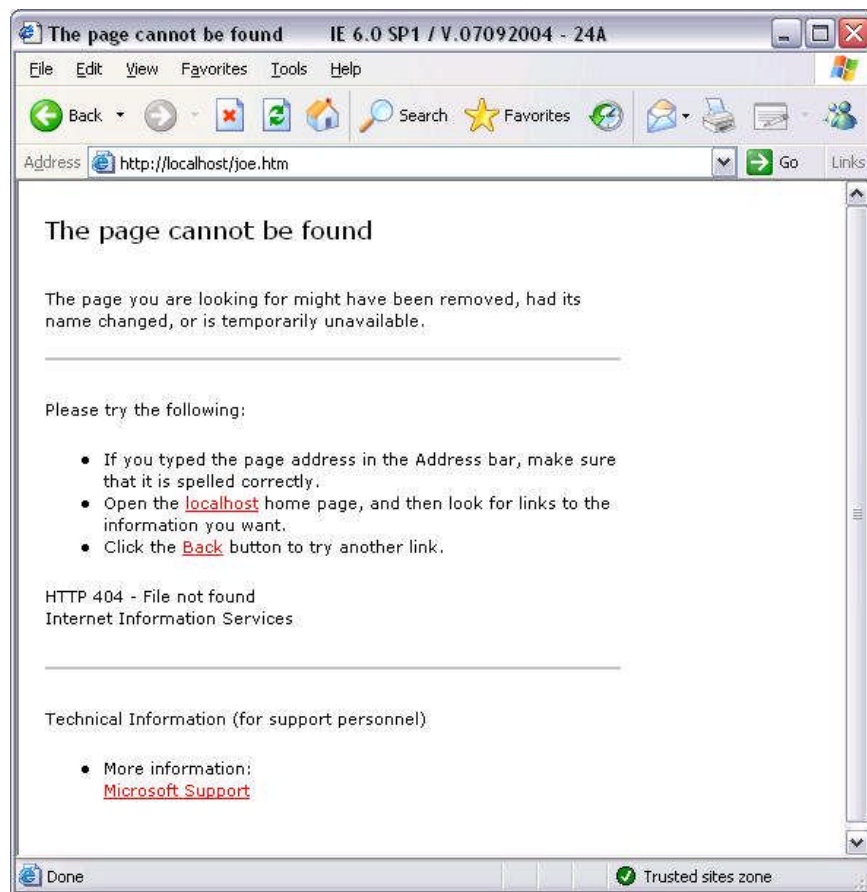 The page cannot be found IE 6.0 SP1 / V.07092004 - 24A
File Edit View Favorites Tools Help
Back Search Favorites
Address http://localhost/joe.htm Go Links
The page cannot be found
The page you are looking for might have been removed, had its
name changed, or is temporarily unavailable.
Please try the following:
If you typed the page address in the Address bar, make sure
that it is spelled correctly.
Open the localhost home page, and then look for links to the
information you want.
Click the Back button to try another link.
HTTP 404 - File not found
Internet Information Services
Technical Information (for support personnel)
More information:
Microsoft Support
Done Trusted sites zone